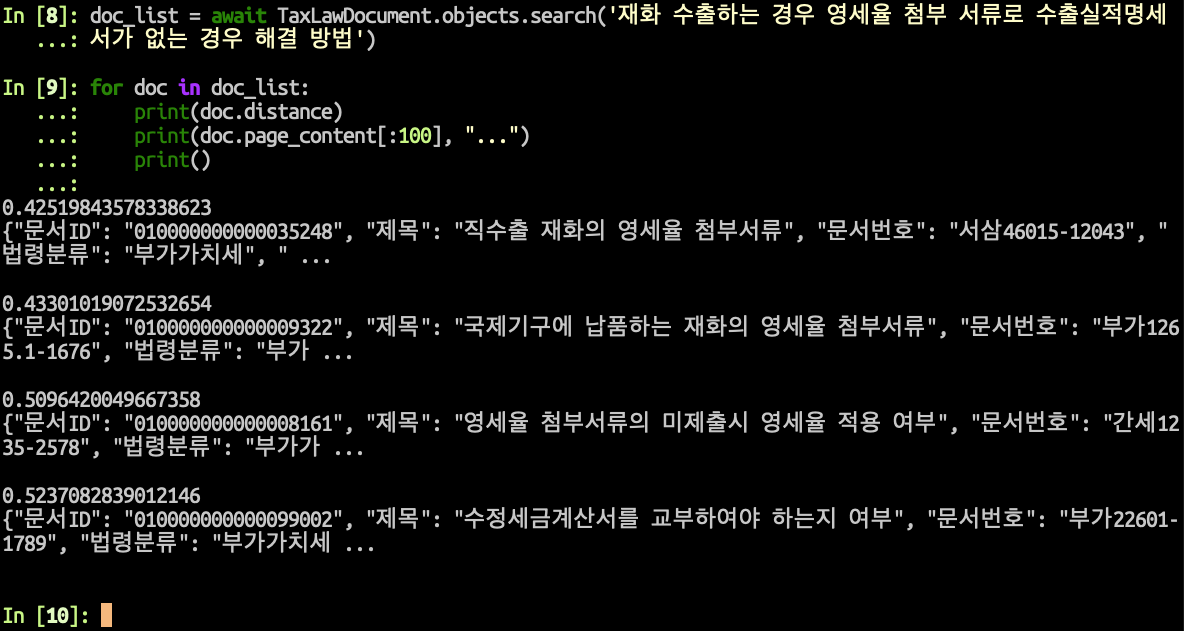 In [8]: doc_list = await TaxLawDocument.objects.search('재화 수출하는 경우 영세율 첨부 서류로 수출실적명세
...: 서가 없는 경우 해결 방법')
In [9]: for doc in doc_list:
...:     print(doc.distance)
...:     print(doc.page_content[:100], "...")
...:     print()
...:
0.42519843578338623
{"문서ID": "010000000000035248", "제목": "직수출 재화의 영세율 첨부서류", "문서번호": "서삼46015-12043", "
법령분류": "부가가치세", " ...
0.43301019072532654
{"문서ID": "010000000000009322", "제목": "국제기구에 납품하는 재화의 영세율 첨부서류", "문서번호": "부가126
5.1-1676", "법령분류": "부가 ...
0.5096420049667358
{"문서ID": "010000000000008161", "제목": "영세율 첨부서류의 미제출시 영세율 적용 여부", "문서번호": "간세12
35-2578", "법령분류": "부가가 ...
0.5237082839012146
{"문서ID": "010000000000099002", "제목": "수정세금계산서를 교부하여야 하는지 여부", "문서번호": "부가22601-
1789", "법령분류": "부가가치세 ...
In [10]: